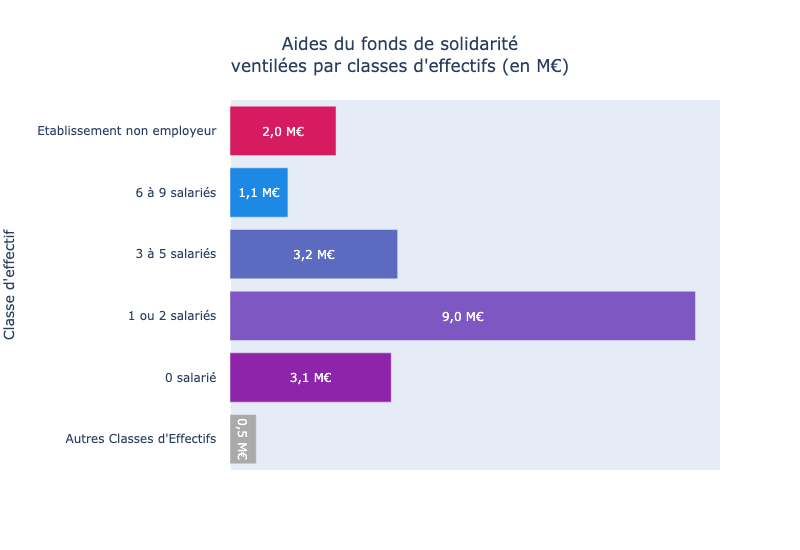 Aides du fonds de solidarité
ventilées par classes d'effectifs (en M€)
Classe d'effectif
Etablissement non employeur
2,0 M€
6 à 9 salariés
1,1 M€
3 à 5 salariés
3,2 M€
1 ou 2 salariés
9,0 M€
0 salarié
3,1 M€
Autres Classes d'Effectifs
0,5 M€